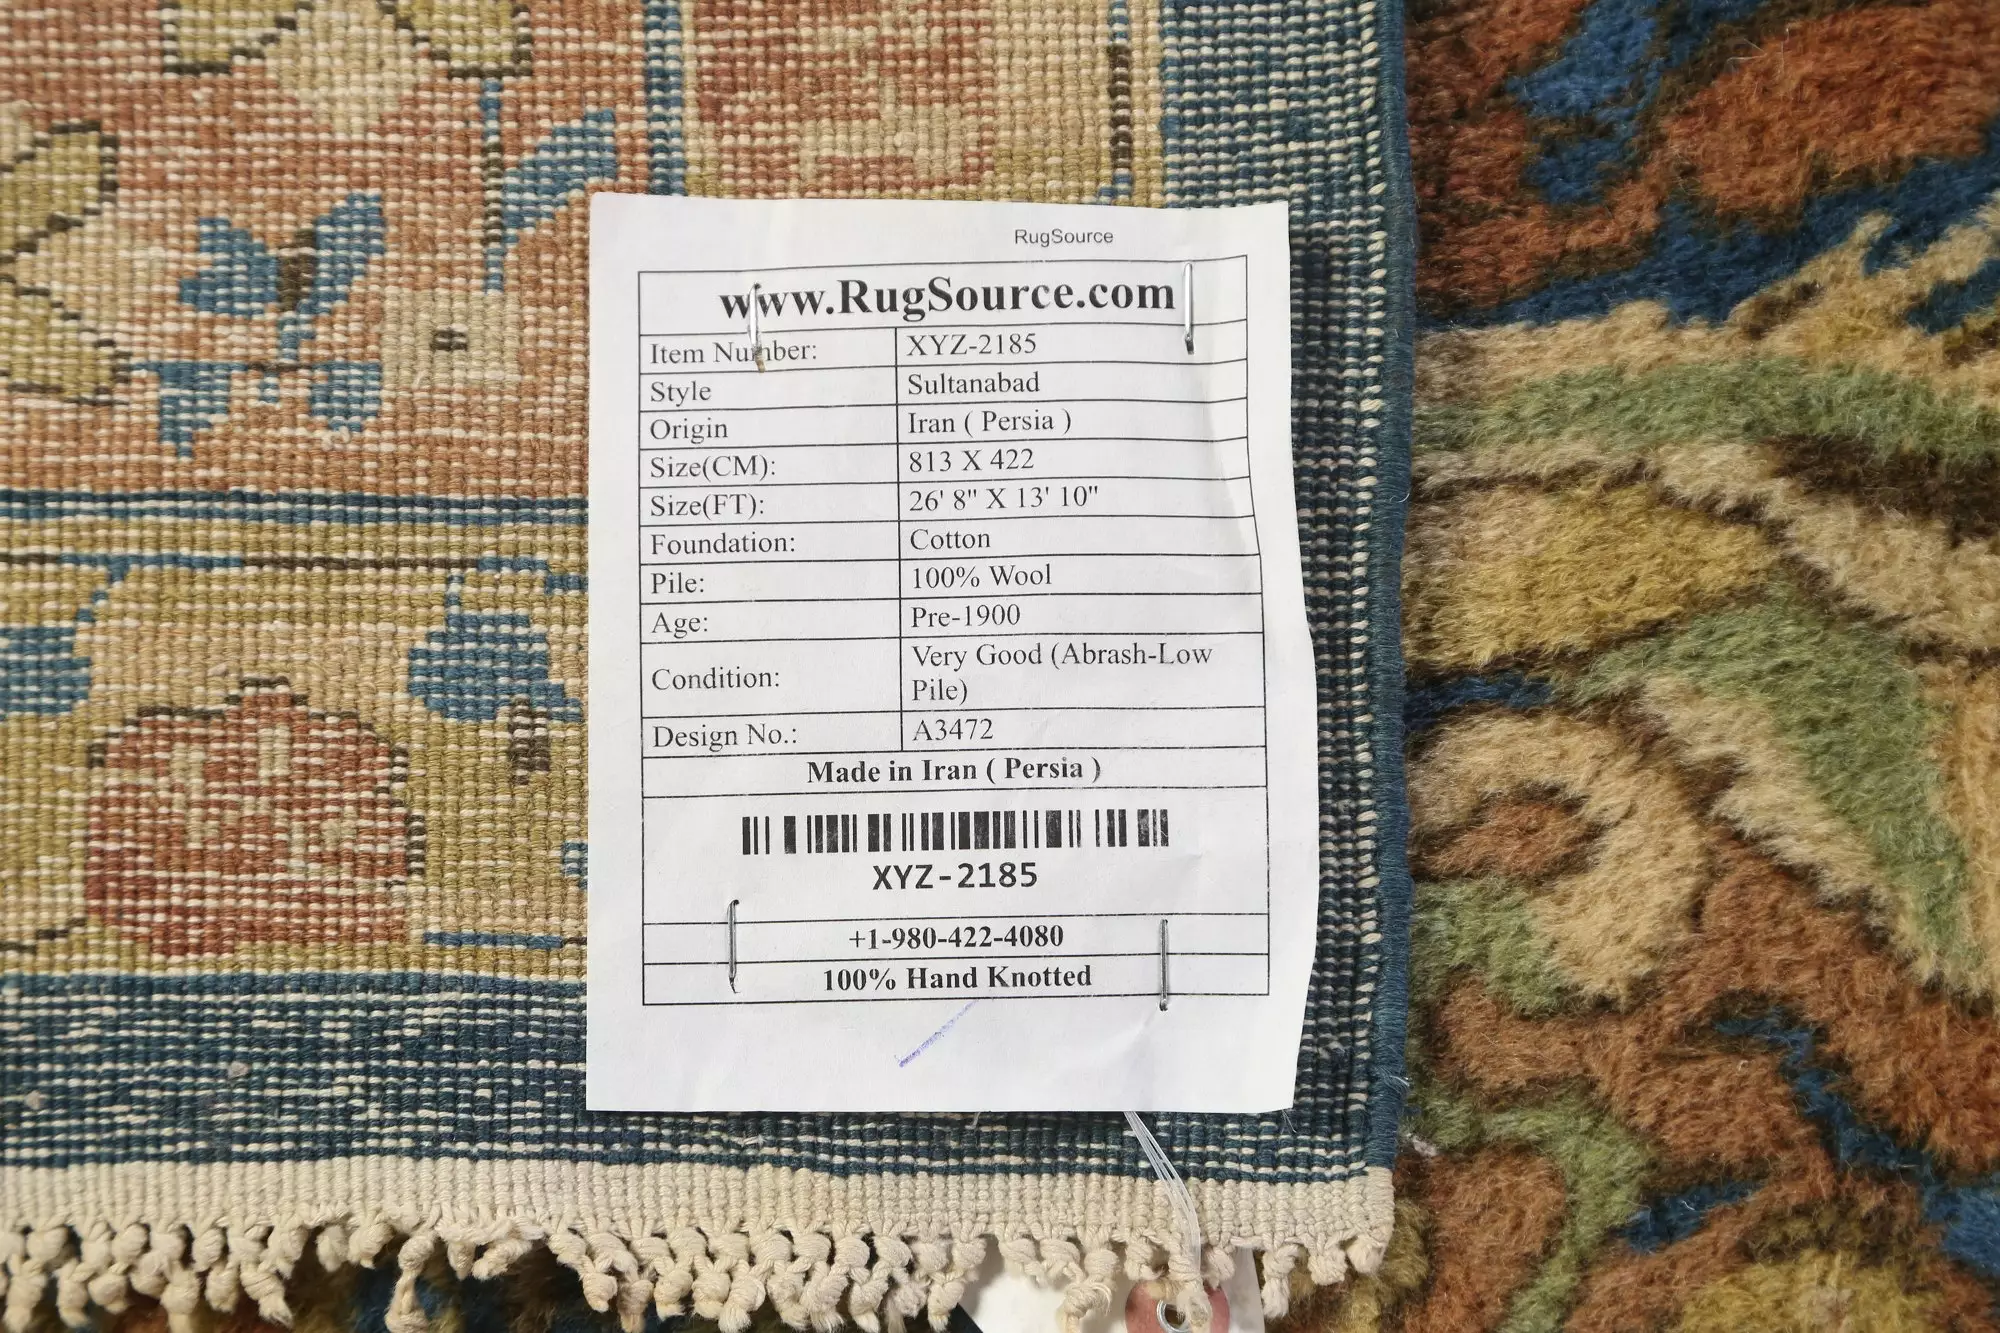 RugSource
www.RugSource.com
Item Number: XYZ-2185
Style Sultanabad
Origin Iran ( Persia )
Size(CM): 813 X 422
Size(FT): 26' 8" X 13' 10"
Foundation: Cotton
Pile: 100% Wool
Age: Pre-1900
Condition: Very Good (Abrash-Low
Pile)
Design No.: A3472
Made in Iran ( Persia )
XYZ-2185
+1-980-422-4080
100% Hand Knotted